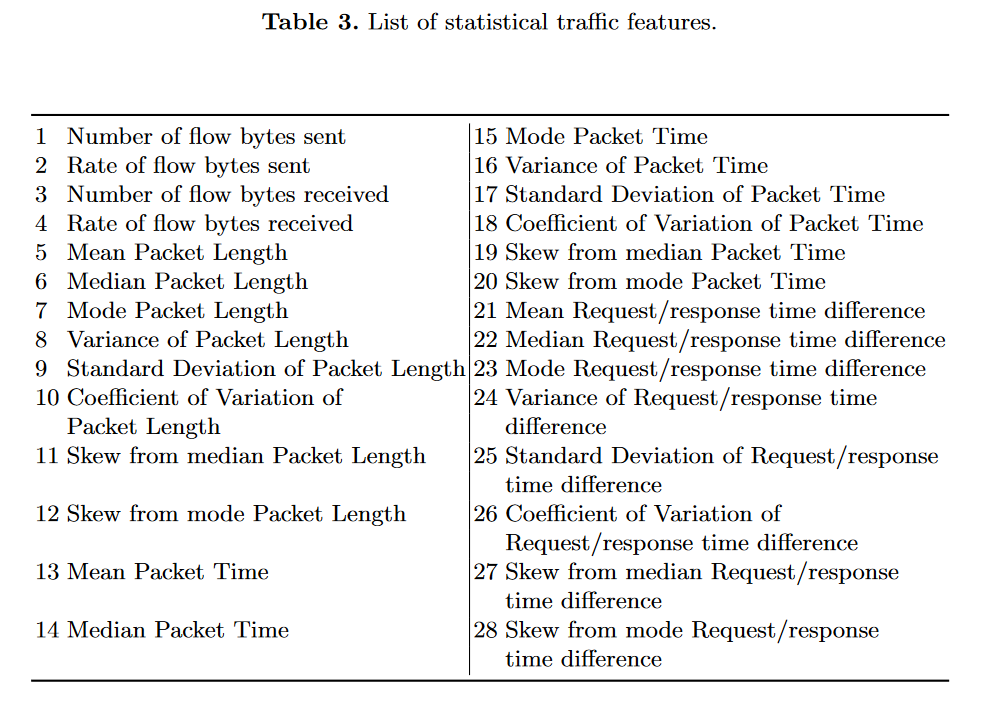 Table 3. List of statistical traffic features.
1 Number of flow bytes sent
2 Rate of flow bytes sent
3 Number of flow bytes received
4 Rate of flow bytes received
5 Mean Packet Length
6 Median Packet Length
7 Mode Packet Length
8 Variance of Packet Length
9 Standard Deviation of Packet Length
10 Coefficient of Variation of
Packet Length
11 Skew from median Packet Length
12 Skew from mode Packet Length
13 Mean Packet Time
14 Median Packet Time
15 Mode Packet Time
16 Variance of Packet Time
17 Standard Deviation of Packet Time
18 Coefficient of Variation of Packet Time
19 Skew from median Packet Time
20 Skew from mode Packet Time
21 Mean Request/response time difference
22 Median Request/response time difference
23 Mode Request/response time difference
24 Variance of Request/response time
difference
25 Standard Deviation of Request/response
time difference
26 Coefficient of Variation of
Request/response time difference
27 Skew from median Request/response
time difference
28 Skew from mode Request/response
time difference